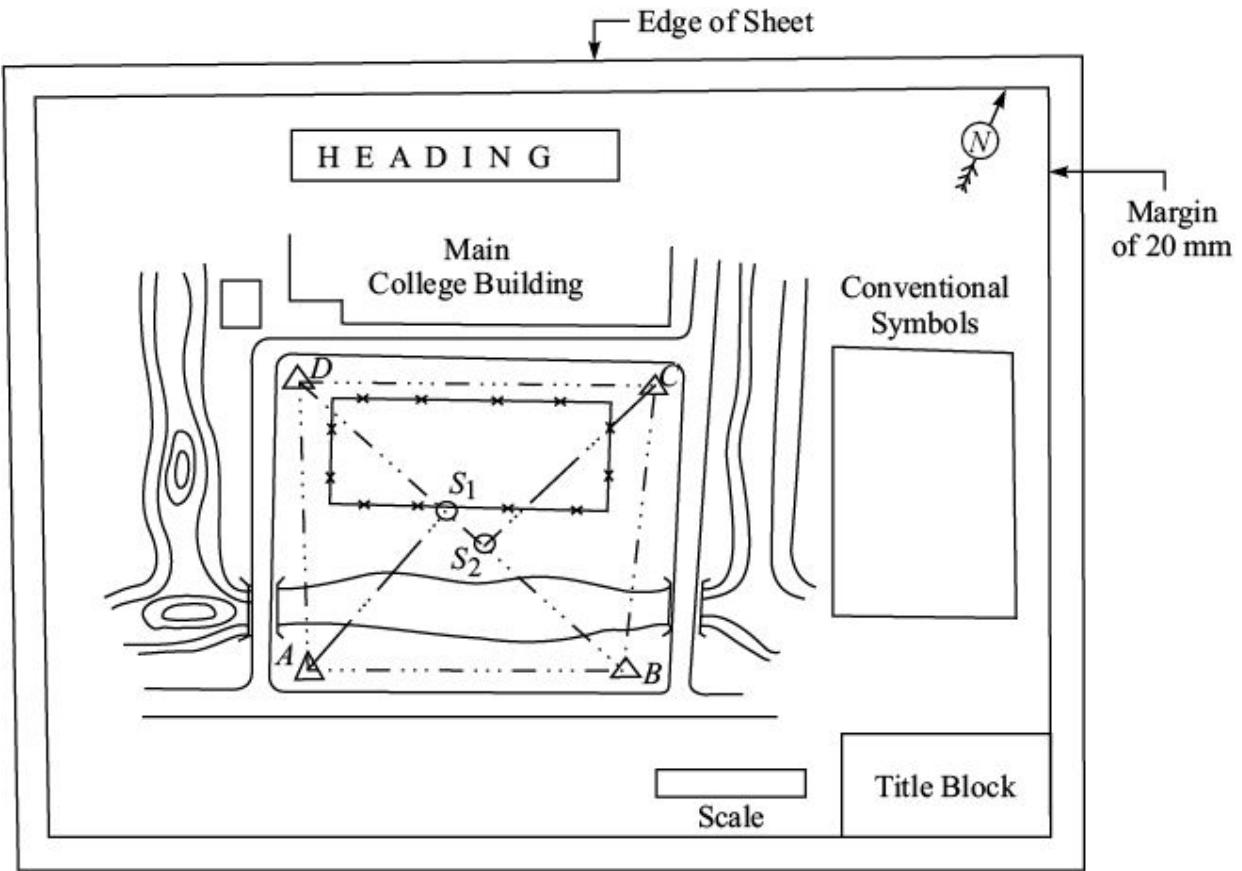 Edge of Sheet
N
HEADING
Margin
of 20 mm
Main
College Building
Conventional
Symbols
D
C
S1
S2
A
B
Title Block
Scale